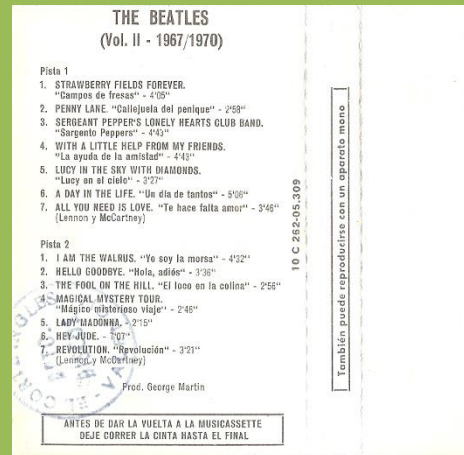 THE BEATLES
(Vol. II - 1967/1970)
Pista 1
1. STRAWBERRY FIELDS FOREVER.
"Campos de fresas" - 4'05"
2. PENNY LANE. "Callejuela del penique" - 2'58"
3. SERGEANT PEPPER'S LONELY HEARTS CLUB BAND.
"Sargento Peppers" - 4'43"
4. WITH A LITTLE HELP FROM MY FRIENDS.
"La ayuda de la amistad" - 4'43"
5. LUCY IN THE SKY WITH DIAMONDS.
"Lucy en el cielo" - 3'27"
6. A DAY IN THE LIFE. "Un día de tantos" - 5'06"
7. ALL YOU NEED IS LOVE. "Te hace falta amor" - 3'46"
(Lennon y McCartney)
Pista 2
1. I AM THE WALRUS. "Yo soy la morsa" - 4'32"
2. HELLO GOODBYE. "Hola, adiós" - 3'36"
3. THE FOOL ON THE HILL. "El loco en la colina" - 2'56"
4. MAGICAL MYSTERY TOUR.
"Mágico misterioso viaje" - 2'46"
5. LADY MADONNA. - 2'15"
6. HEY JUDE. - 7'07"
7. REVOLUTION. "Revolución" - 3'21"
(Lennon y McCartney)
Prod. George Martin
ANTES DE DAR LA VUELTA A LA MUSICASSETTE
DEJE CORRER LA CINTA HASTA EL FINAL
10 C 262-05.309
También puede reproducirse con un aparato mono
EL CORTE INGLES